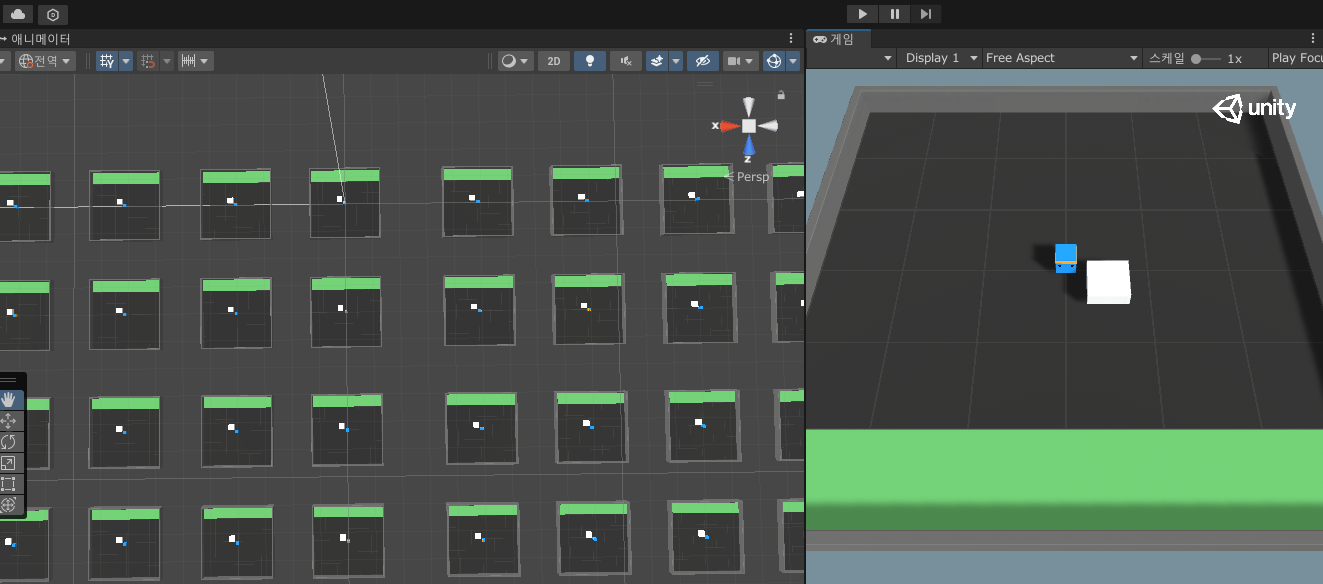 애니메이터
게임
전역
2D
Display 1
Free Aspect
스케일
1x
Play Focu
x
z
Persp
unity